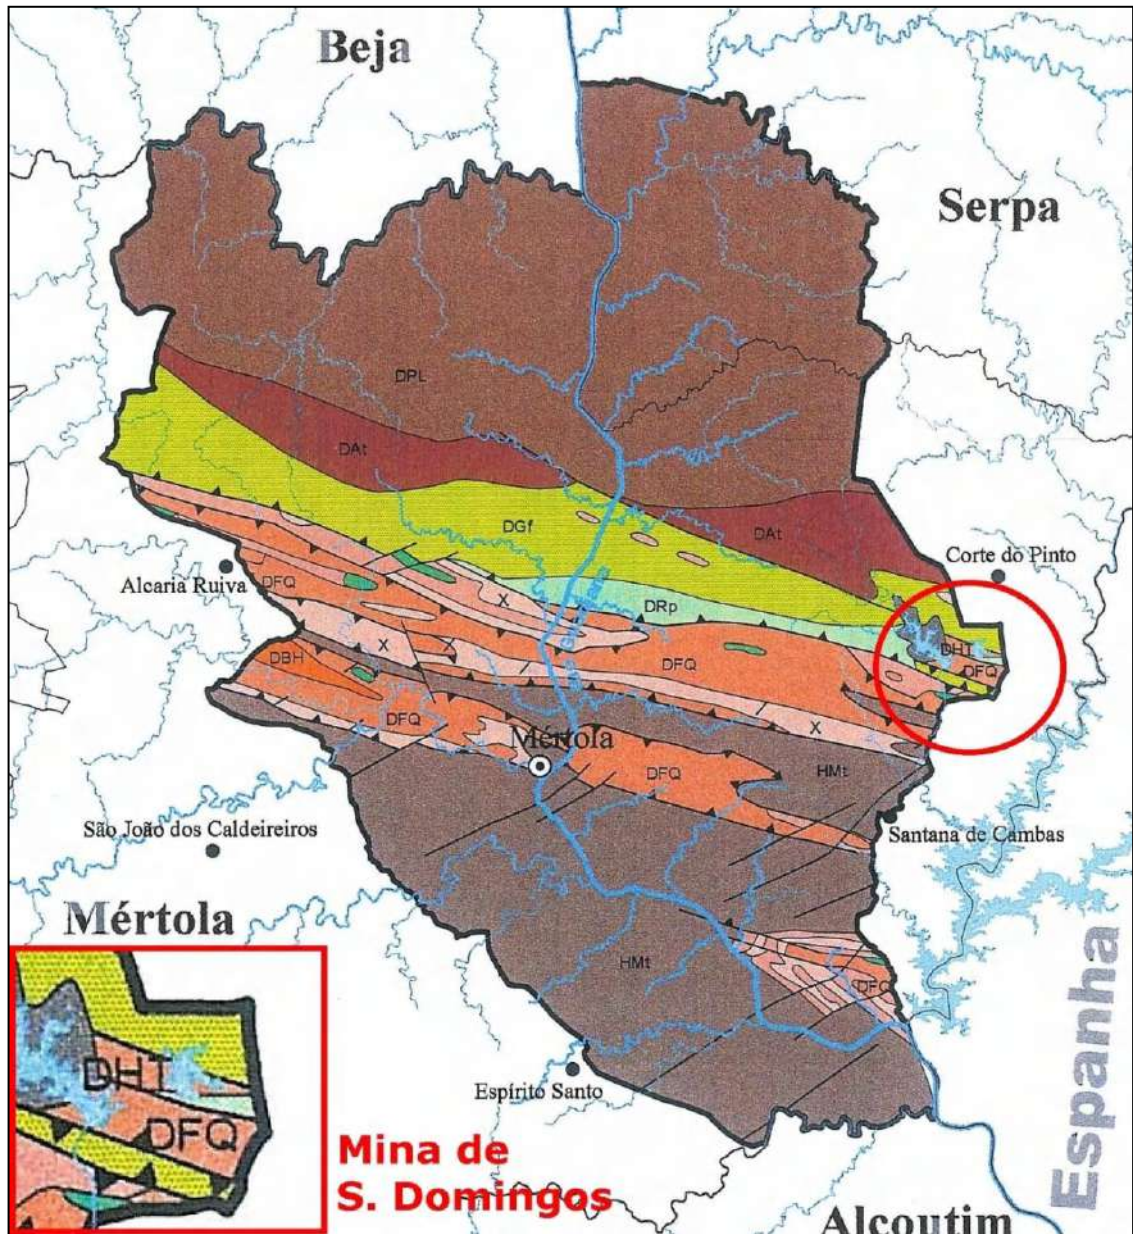 Beja
Serpa
DPL
DAt
DGf
DAt
Corte do Pinto
Alcaria Ruiva
DFQ
X
DRp
DHT
DFQ
DFQ
X
X
DBH
DFQ
X
Mértola
HMt
DFQ
Santana de Cambas
São João dos Caldeireiros
Mértola
HMt
DFQ
Espanha
DHT
DFQ
Espírito Santo
Mina de
S. Domingos
Alcoutim